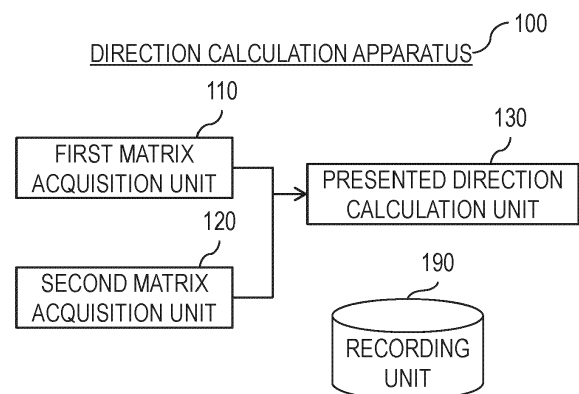 100
DIRECTION CALCULATION APPARATUS
110
FIRST MATRIX
ACQUISITION UNIT
130
PRESENTED DIRECTION
CALCULATION UNIT
120
SECOND MATRIX
ACQUISITION UNIT
190
RECORDING
UNIT